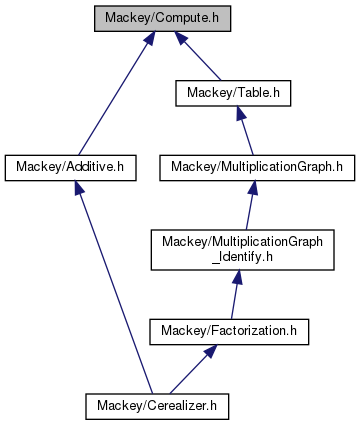 Mackey/Compute.h
Mackey/Table.h
Mackey/Additive.h
Mackey/MultiplicationGraph.h
Mackey/MultiplicationGraph
_Identify.h
Mackey/Factorization.h
Mackey/Cerealizer.h